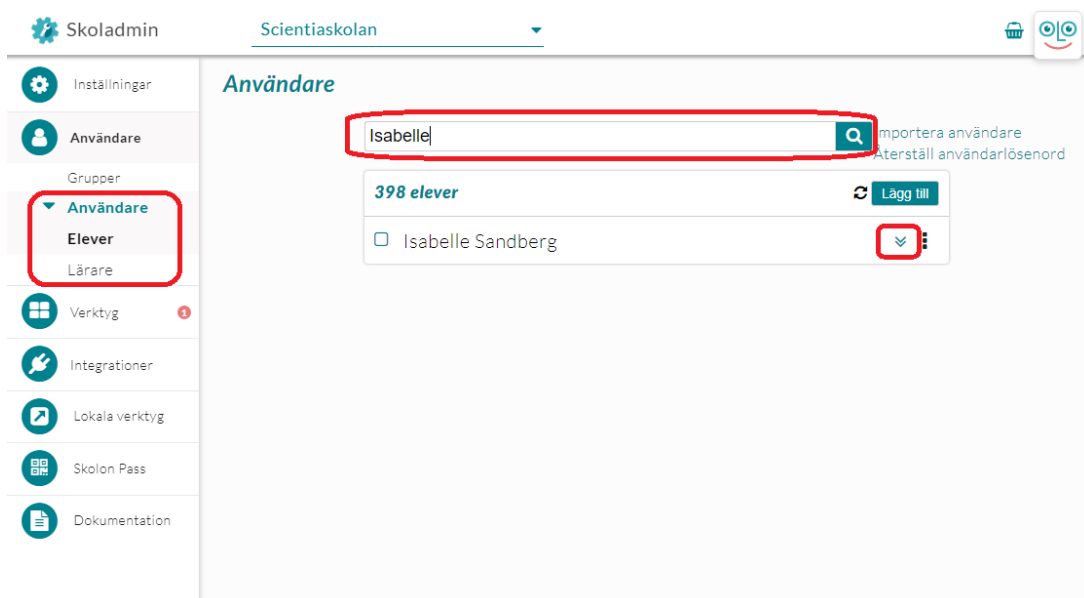 Skoladmin
Scientiaskolan
Inställningar
Användare
Grupper
Användare
Elever
Lärare
Verktyg
1
Integrationer
Lokala verktyg
Skolon Pass
Dokumentation
Användare
Isabelle
mportera användare
Återställ användarlösenord
398 elever
Lägg till
Isabelle Sandberg